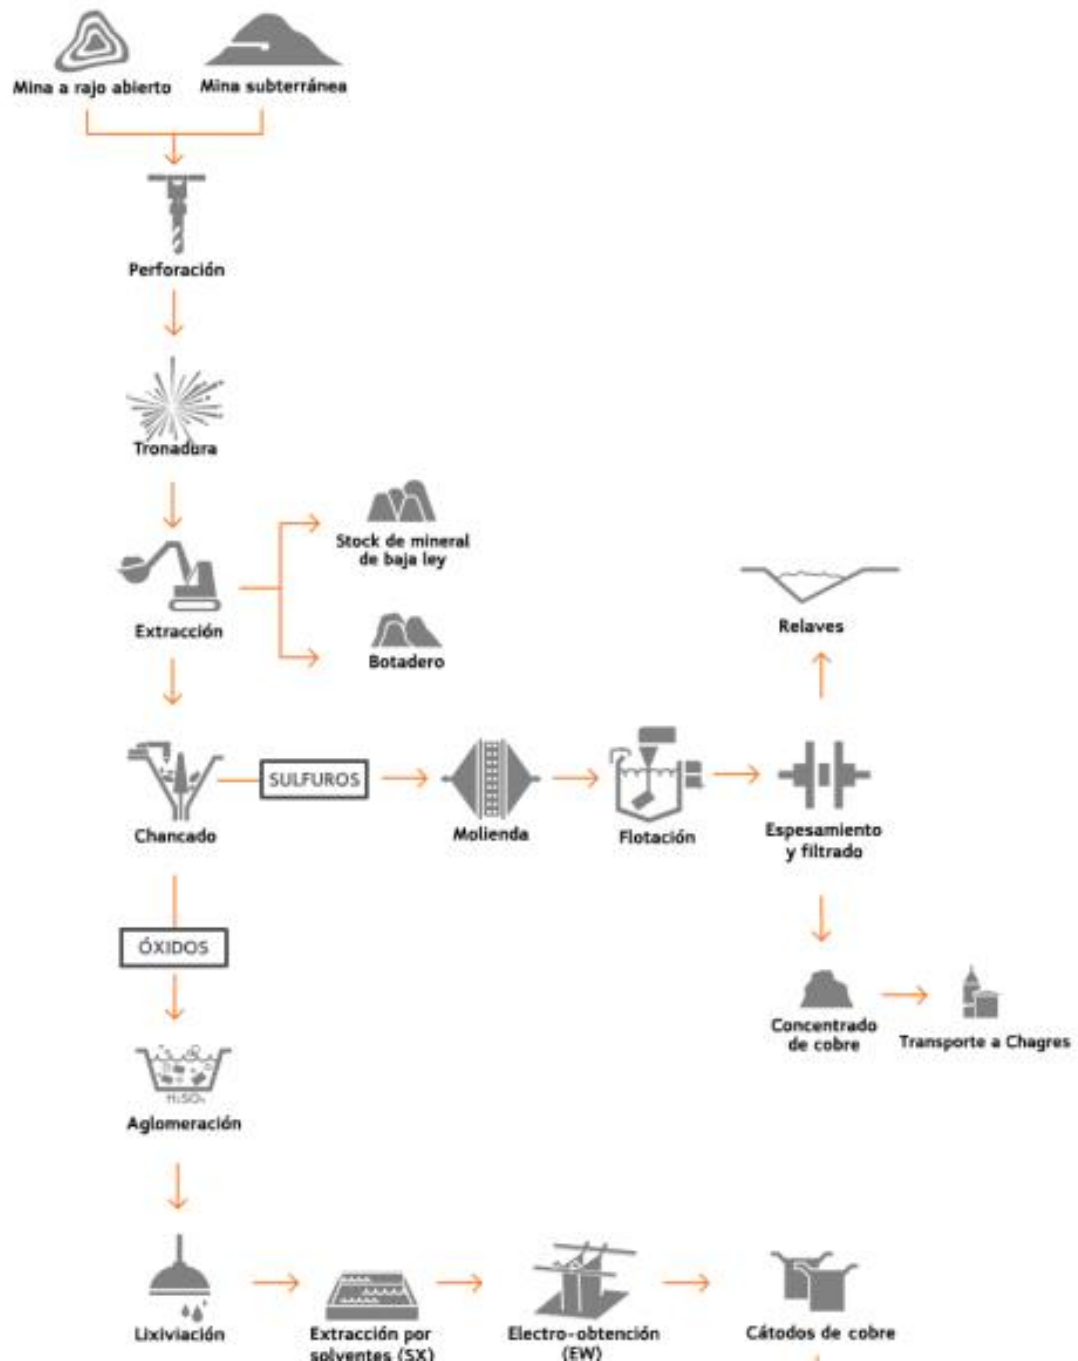 Mina a rajo abierto
Mina subterránea
Perforación
Tronadura
Stock de mineral
de baja ley
Extracción
Botadero
Relaves
SULFUROS
Chancado
Molienda
Flotación
Espesamiento
y filtrado
ÓXIDOS
Concentrado
de cobre
Transporte a Chagres
H₂SO₄
Aglomeración
Lixiviación
Extracción por
solventes (SX)
Electro-obtención
(EW)
Cátodos de cobre